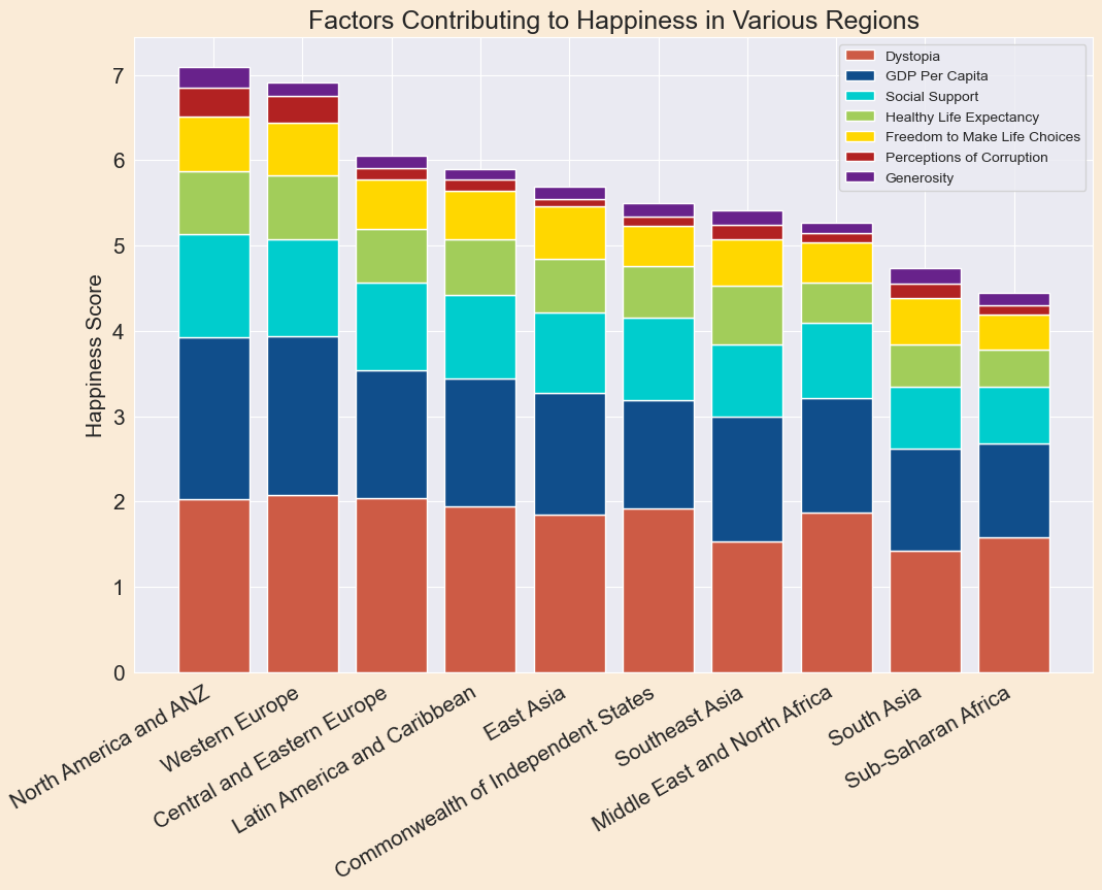 Factors Contributing to Happiness in Various Regions
Dystopia
GDP Per Capita
Social Support
Healthy Life Expectancy
Freedom to Make Life Choices
Perceptions of Corruption
Generosity
Happiness Score
7
6
5
4
3
2
1
0
North America and ANZ
Western Europe
Central and Eastern Europe
Latin America and Caribbean
East Asia
Commonwealth of Independent States
Southeast Asia
Middle East and North Africa
South Asia
Sub-Saharan Africa